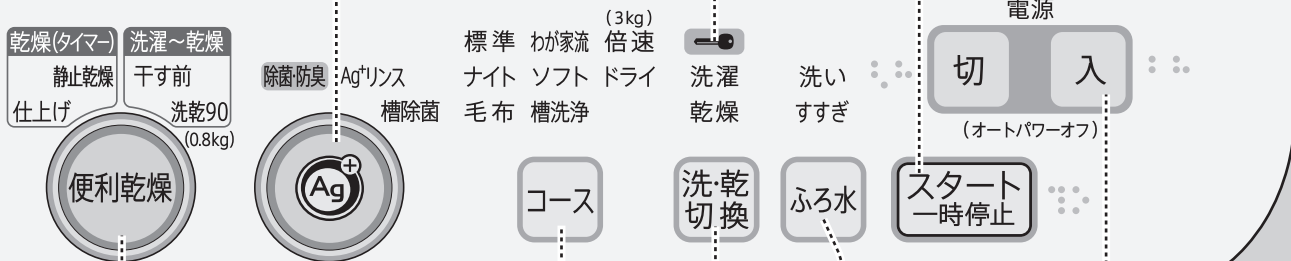 乾燥(タイマー) 洗濯～乾燥
静止乾燥 干す前
仕上げ 洗乾90
(0.8kg)
便利乾燥
除菌・防臭 Ag+リンス
槽除菌
Ag+
(3kg)
標準 わが家流 倍速
ナイト ソフト ドライ
毛布 槽洗浄
コース
洗濯
乾燥
洗・乾
切換
洗い
すすぎ
ふろ水
電源
切 入
(オートパワーオフ)
スタート
一時停止